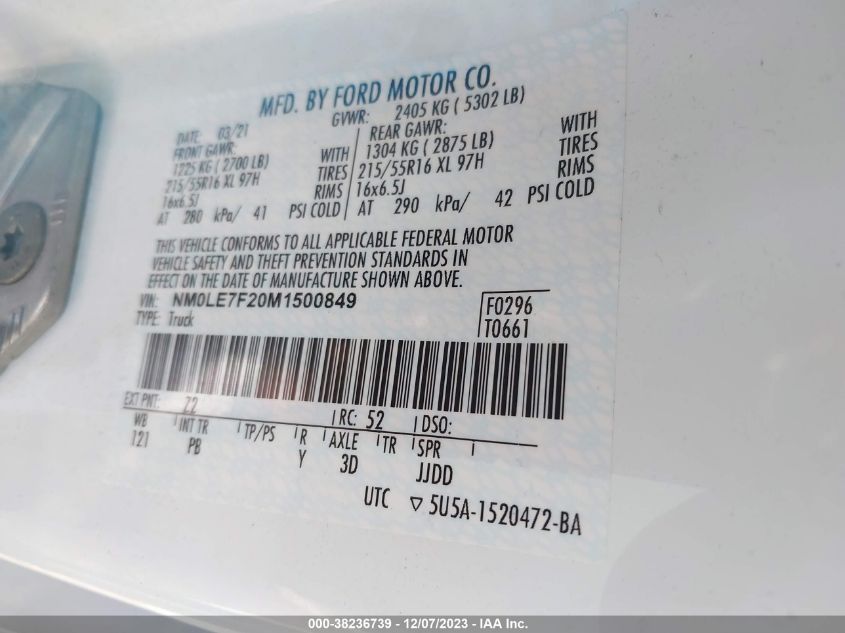 MFD. BY FORD MOTOR CO.
DATE: 03/21 GVWR: 2405 KG ( 5302 LB)
FRONT GAWR: REAR GAWR:
1225 KG ( 2700 LB) WITH 1304 KG ( 2875 LB) WITH
215/55R16 XL 97H TIRES 215/55R16 XL 97H TIRES
16x6.5J RIMS 16x6.5J RIMS
AT 280 kPa/ 41 PSI COLD AT 290 kPa/ 42 PSI COLD
THIS VEHICLE CONFORMS TO ALL APPLICABLE FEDERAL MOTOR
VEHICLE SAFETY AND THEFT PREVENTION STANDARDS IN
EFFECT ON THE DATE OF MANUFACTURE SHOWN ABOVE.
VIN: NM0LE7F20M1500849 F0296
TYPE: Truck T0661
EXT PNT: Z2 RC: 52 DSO:
WB INT TR TP/PS R AXLE TR SPR
121 PB Y 3D JJDD
UTC ▽ 5U5A-1520472-BA
000-38236739 - 12/07/2023 - IAA Inc.